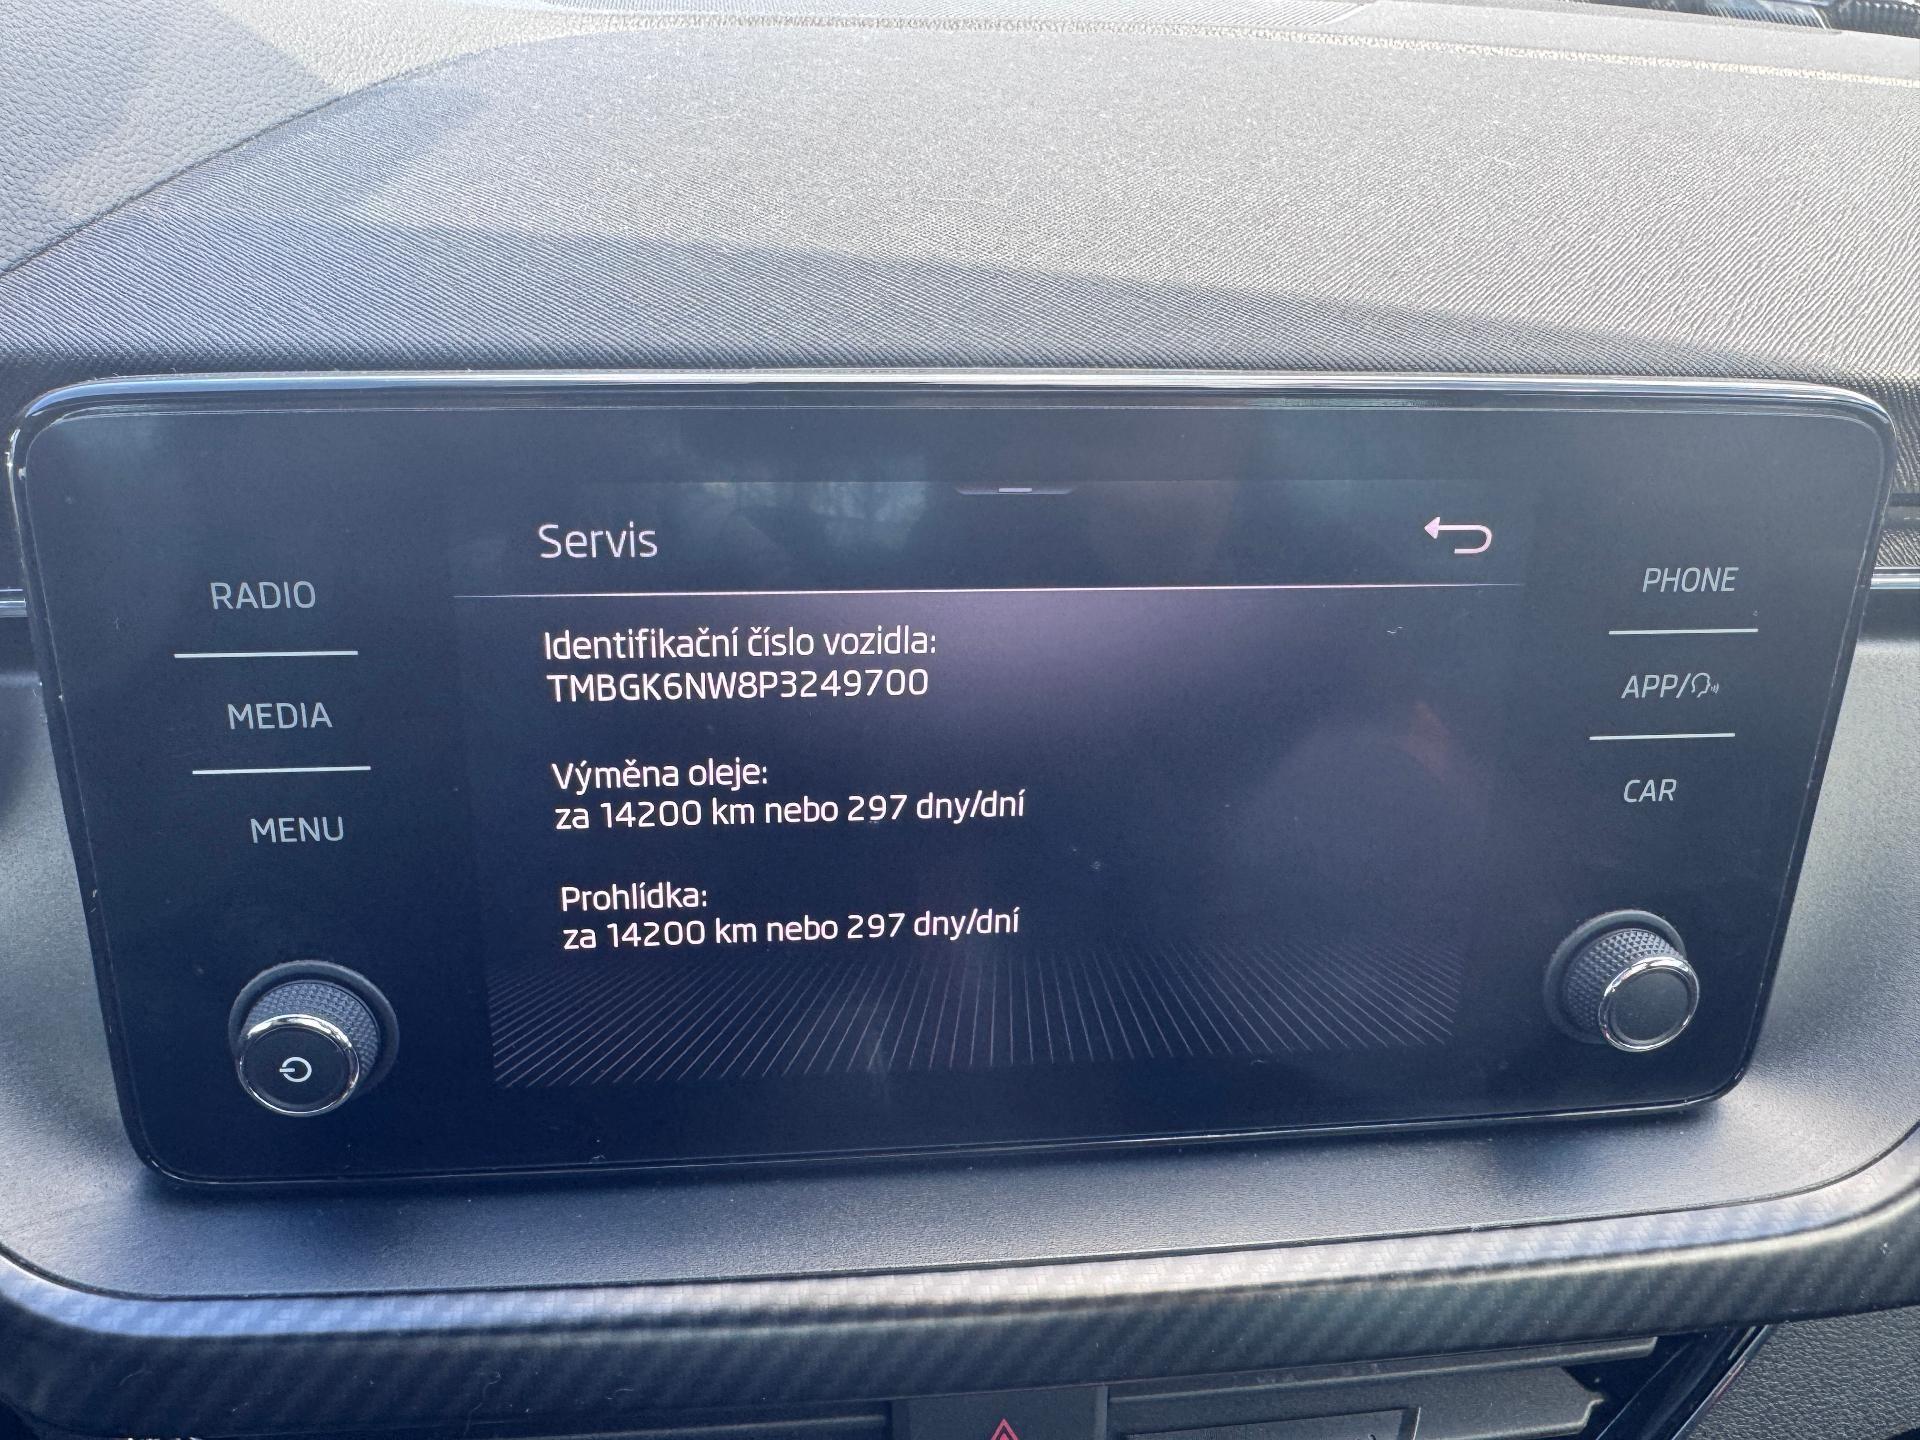 Servis
RADIO
PHONE
Identifikační číslo vozidla:
TMBGK6NW8P3249700
APP/
MEDIA
Výměna oleje:
za 14200 km nebo 297 dny/dní
CAR
MENU
Prohlídka:
za 14200 km nebo 297 dny/dní